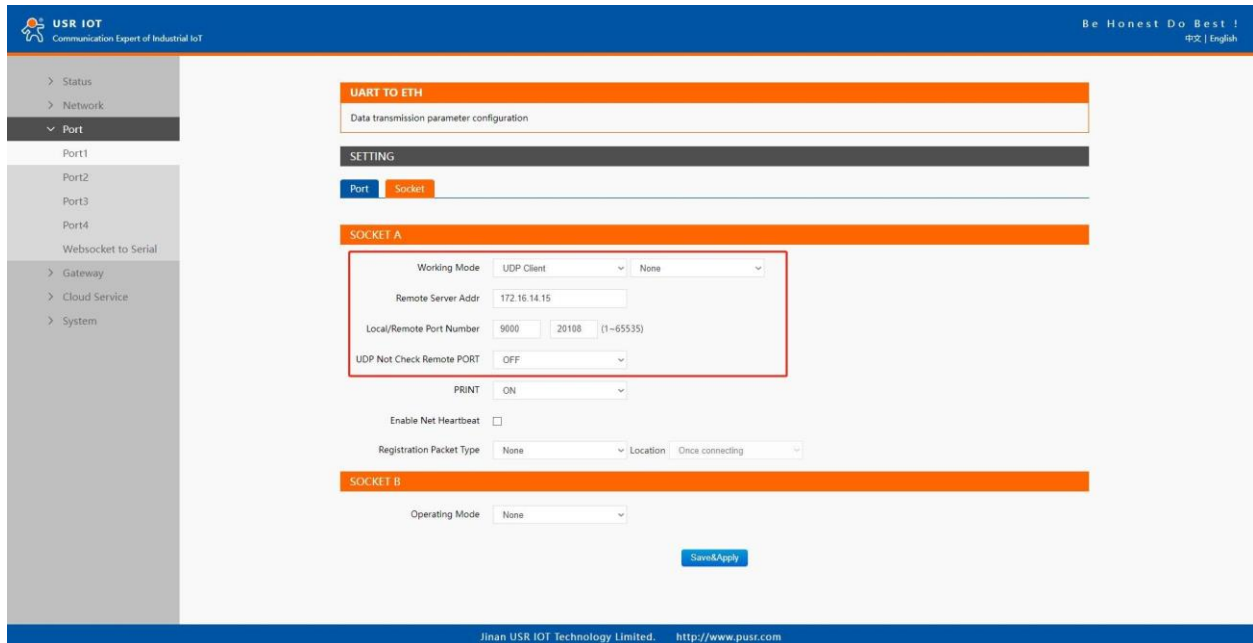 USR IOT
Communication Expert of Industrial IoT
Be Honest Do Best !
中文 | English
Status
Network
Port
Port1
Port2
Port3
Port4
Websocket to Serial
Gateway
Cloud Service
System
UART TO ETH
Data transmission parameter configuration
SETTING
Port Socket
SOCKET A
Working Mode UDP Client None
Remote Server Addr 172.16.14.15
Local/Remote Port Number 9000 20108 (1~65535)
UDP Not Check Remote PORT OFF
PRINT ON
Enable Net Heartbeat
Registration Packet Type None Location Once connecting
SOCKET B
Operating Mode None
Save&Apply
Jinan USR IOT Technology Limited. http://www.pusr.com